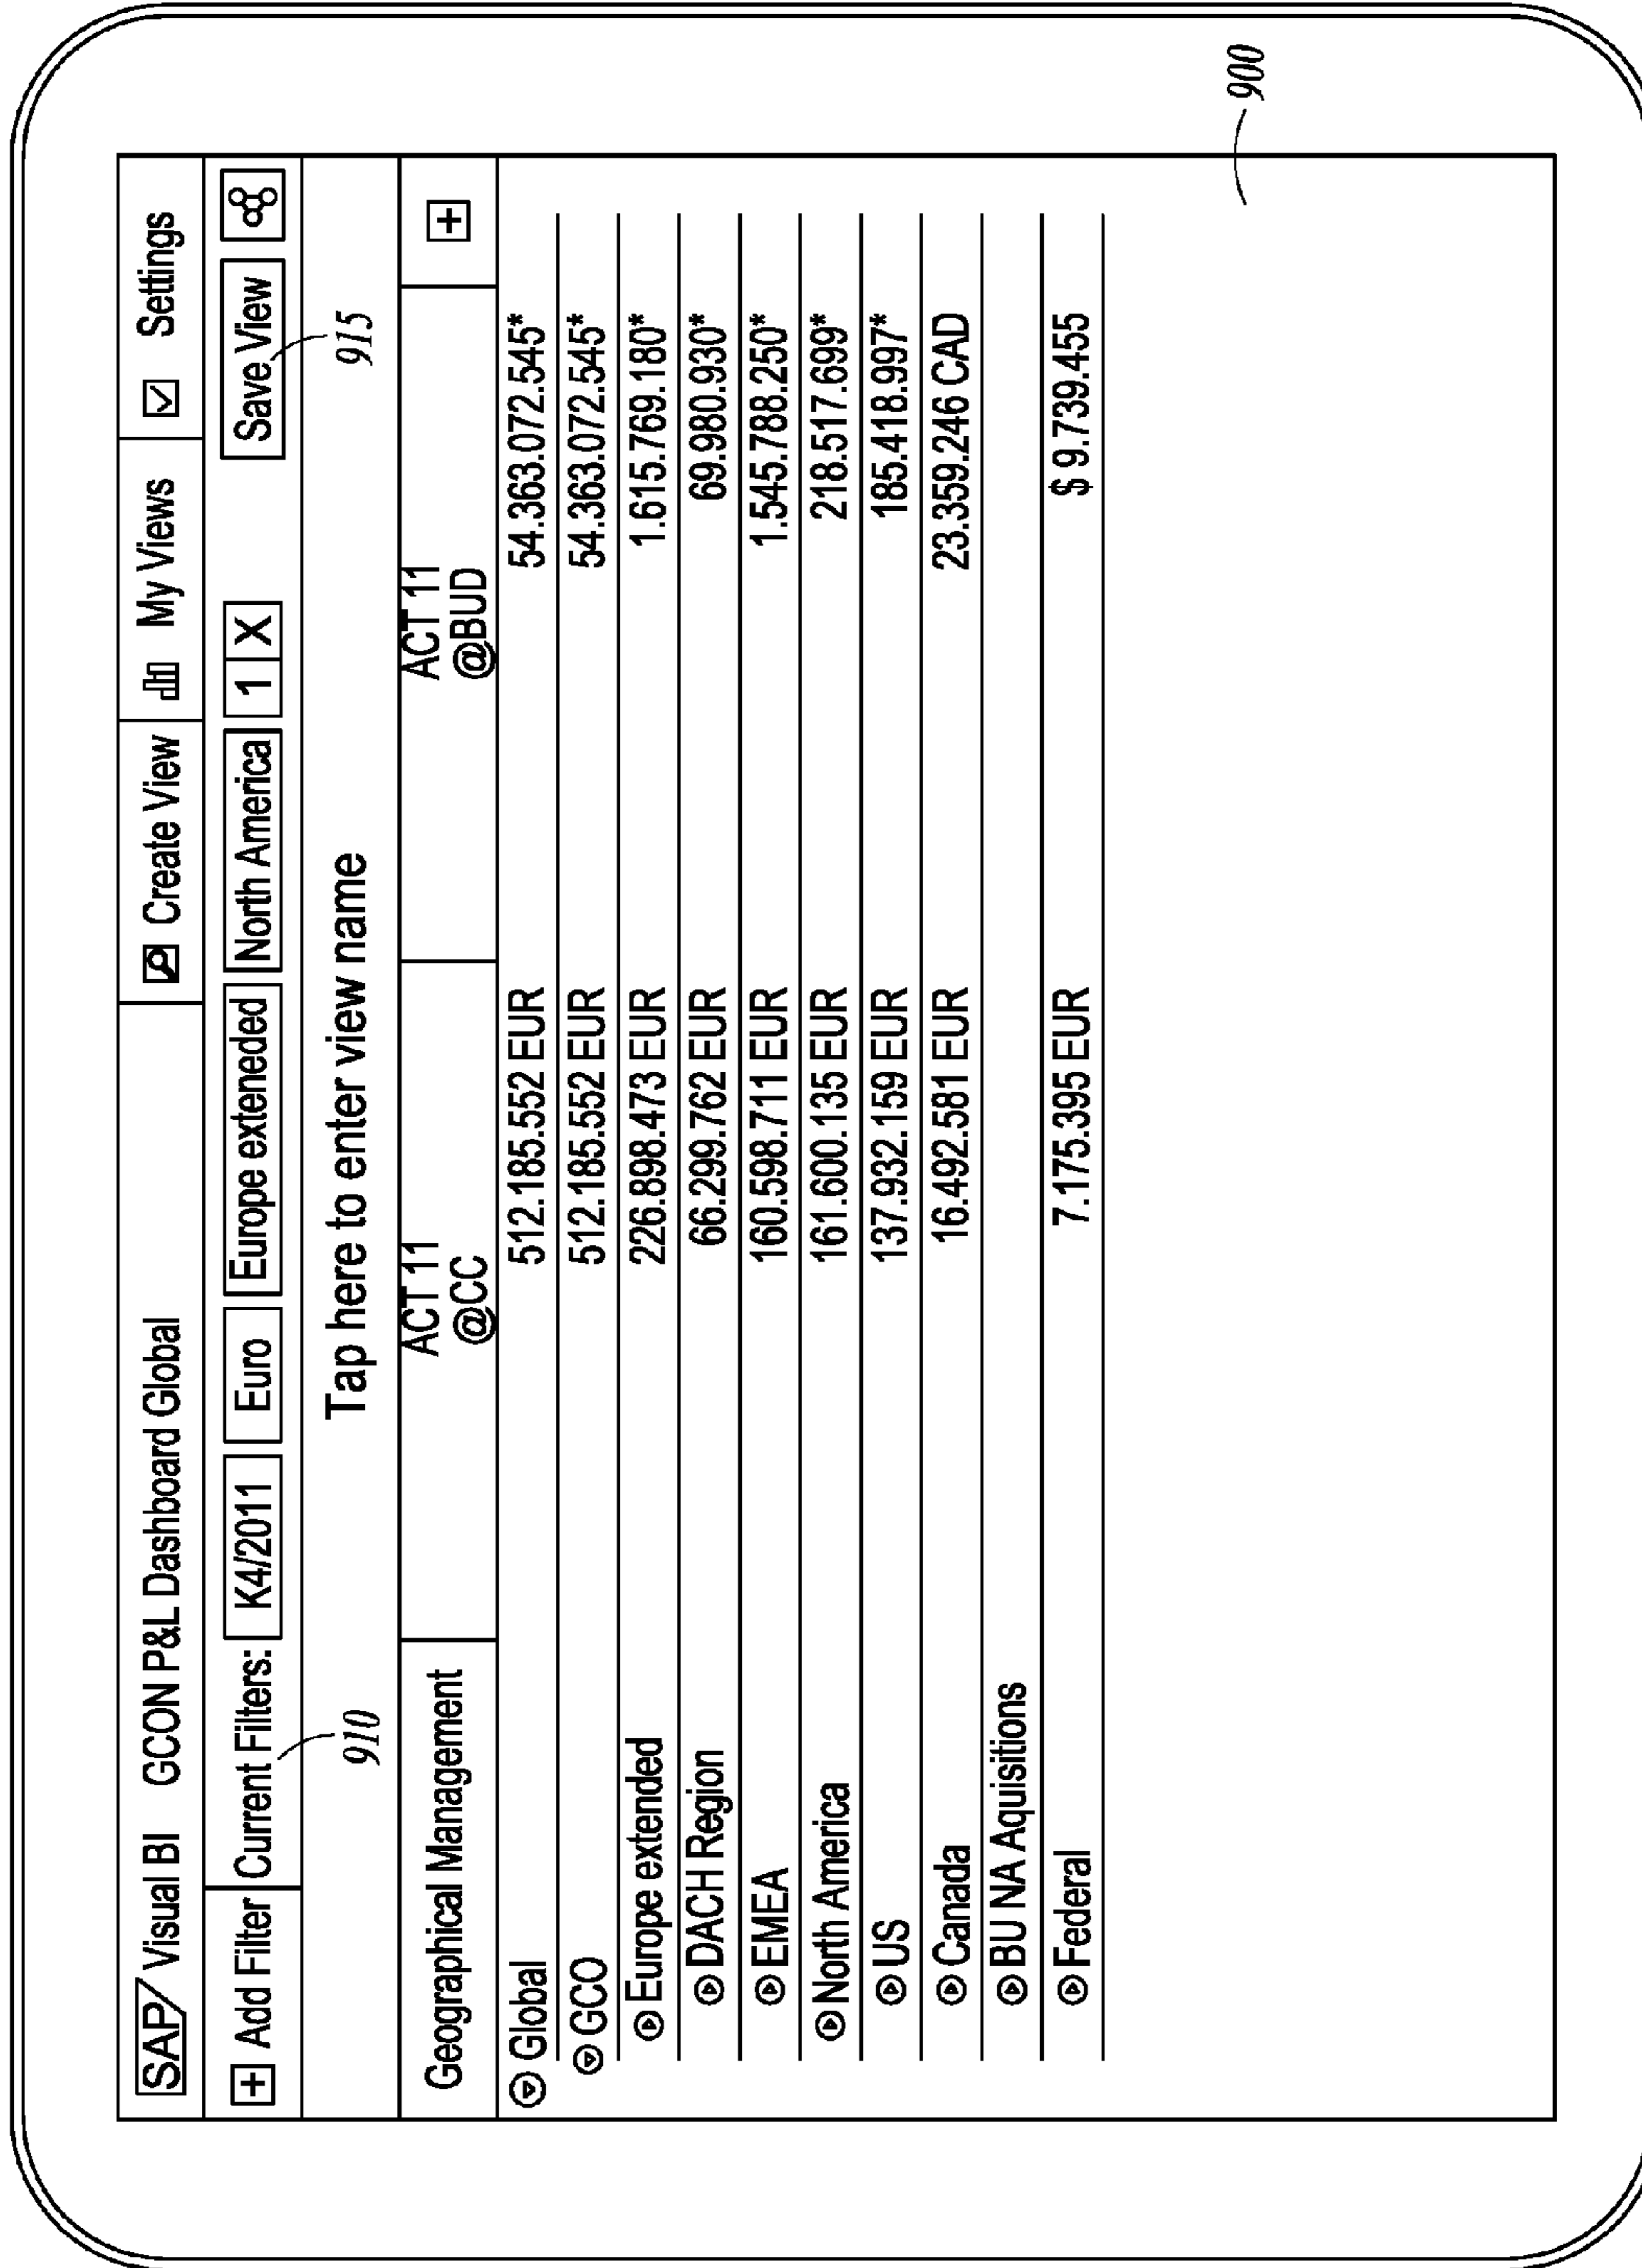 SAP Visual BI GCON P&L Dashboard Global Create View My Views Settings
+ Add Filter Current Filters: K4/2011 Euro Europe exteneded North America 1 X Save View
910
915
Tap here to enter view name
Geographical Management ACT 11 @CC ACT 11 @BUD +
Global 512.185.552 EUR 54.363.072.545*
GCO 512.185.552 EUR 54.363.072.545*
Europe extended 226.898.473 EUR 1.615.769.180*
DACH Region 66.299.762 EUR 69.980.930*
EMEA 160.598.711 EUR 1.545.788.250*
North America 161.600.135 EUR 218.517.699*
US 137.932.159 EUR 185.418.997*
Canada 16.492.581 EUR 23.359.246 CAD
BU NA Aquisitions
Federal 7.175.395 EUR $ 9.739.455
900